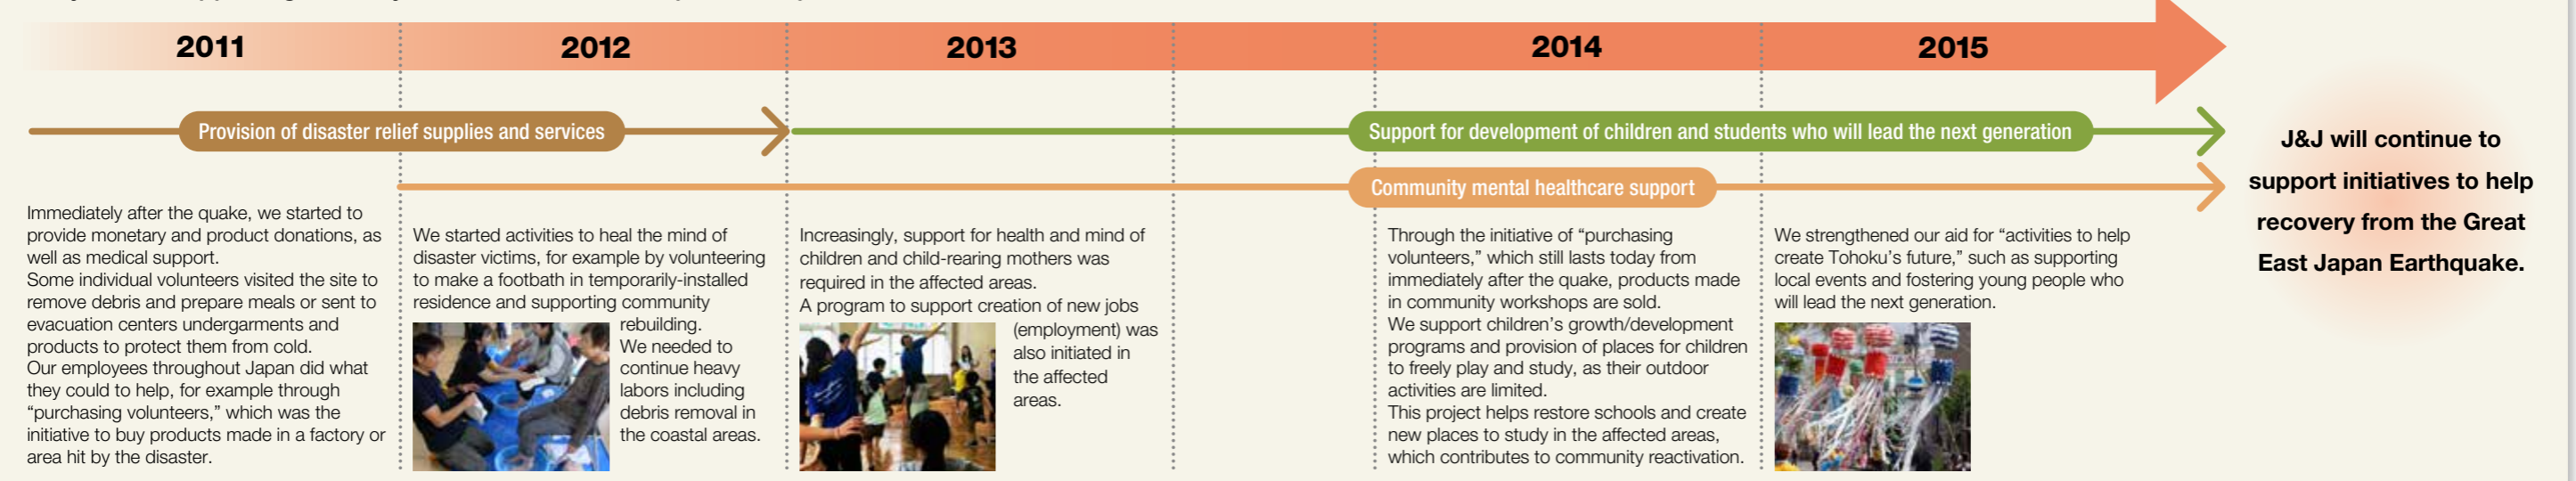 2011
2012
2013
2014
2015
Provision of disaster relief supplies and services
Support for development of children and students who will lead the next generation
Community mental healthcare support
Immediately after the quake, we started to
provide monetary and product donations, as
well as medical support.
Some individual volunteers visited the site to
remove debris and prepare meals or sent to
evacuation centers undergarments and
products to protect them from cold.
Our employees throughout Japan did what
they could to help, for example through
“purchasing volunteers,” which was the
initiative to buy products made in a factory or
area hit by the disaster.
We started activities to heal the mind of
disaster victims, for example by volunteering
to make a footbath in temporarily-installed
residence and supporting community
rebuilding.
We needed to
continue heavy
labors including
debris removal in
the coastal areas.
Increasingly, support for health and mind of
children and child-rearing mothers was
required in the affected areas.
A program to support creation of new jobs
(employment) was
also initiated in
the affected
areas.
Through the initiative of “purchasing
volunteers,” which still lasts today from
immediately after the quake, products made
in community workshops are sold.
We support children’s growth/development
programs and provision of places for children
to freely play and study, as their outdoor
activities are limited.
This project helps restore schools and create
new places to study in the affected areas,
which contributes to community reactivation.
We strengthened our aid for “activities to help
create Tohoku’s future,” such as supporting
local events and fostering young people who
will lead the next generation.
J&J will continue to
support initiatives to help
recovery from the Great
East Japan Earthquake.